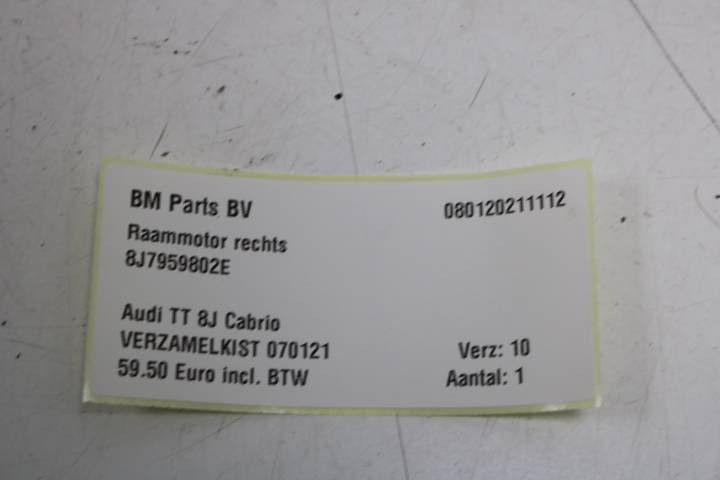 BM Parts BV
080120211112
Raammotor rechts
8J7959802E
Audi TT 8J Cabrio
VERZAMELKIST 070121
Verz: 10
59.50 Euro incl. BTW
Aantal: 1